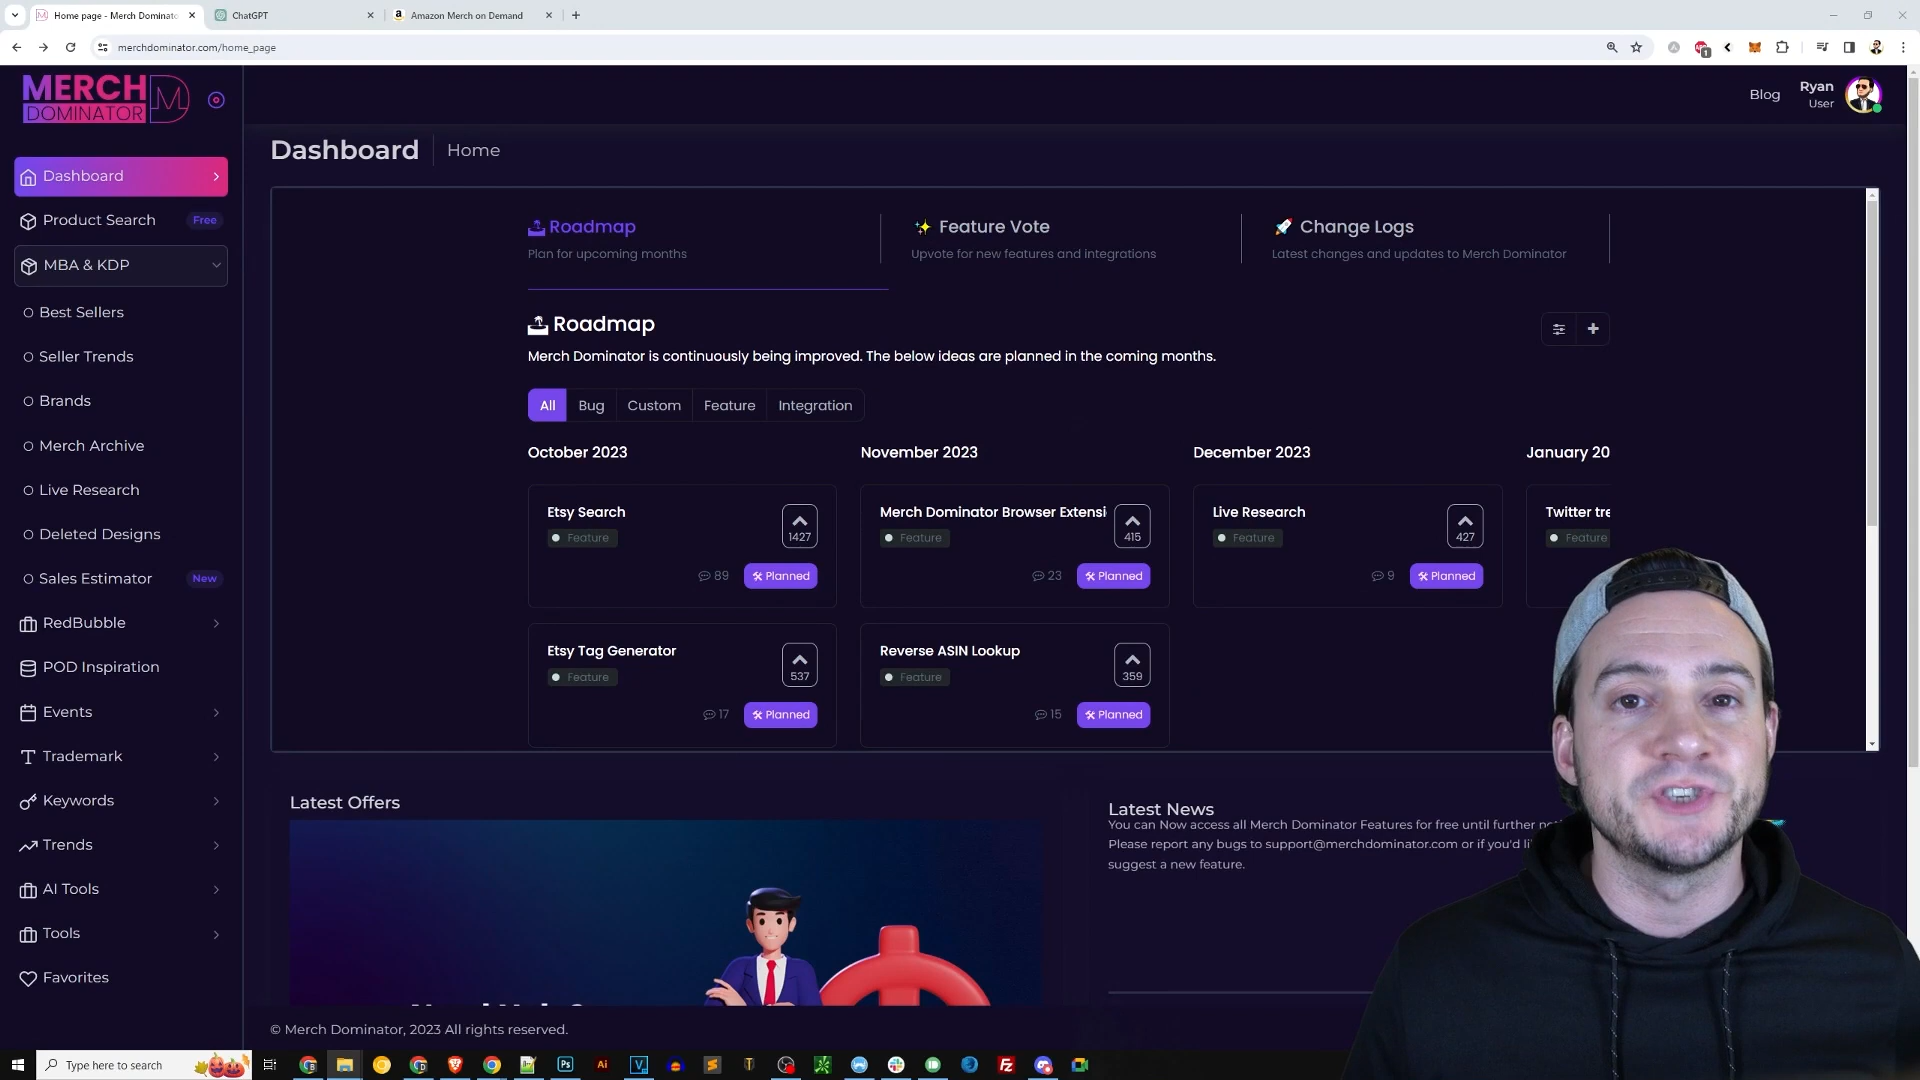 Home page - Merch Dominato
ChatGPT
Amazon Merch on Demand
merchdominator.com/home_page
1
MERCH
DOMINATOR
Blog
Ryan
User
Dashboard
Home
Dashboard
Product Search
Free
MBA & KDP
Best Sellers
Seller Trends
Brands
Merch Archive
Live Research
Deleted Designs
Sales Estimator
New
RedBubble
POD Inspiration
Events
Trademark
Keywords
Trends
AI Tools
Tools
Favorites
Roadmap
Plan for upcoming months
Feature Vote
Upvote for new features and integrations
Change Logs
Latest changes and updates to Merch Dominator
Roadmap
Merch Dominator is continuously being improved. The below ideas are planned in the coming months.
All
Bug
Custom
Feature
Integration
October 2023
November 2023
December 2023
January 20
Etsy Search
Feature
1427
89
Planned
Merch Dominator Browser Extensi
Feature
415
23
Planned
Live Research
Feature
427
9
Planned
Twitter tre
Feature
Etsy Tag Generator
Feature
537
17
Planned
Reverse ASIN Lookup
Feature
359
15
Planned
Latest Offers
Latest News
You can Now access all Merch Dominator Features for free until further no
Please report any bugs to support@merchdominator.com or if you'd li
suggest a new feature.
© Merch Dominator, 2023 All rights reserved.
Type here to search
Ps
Ai